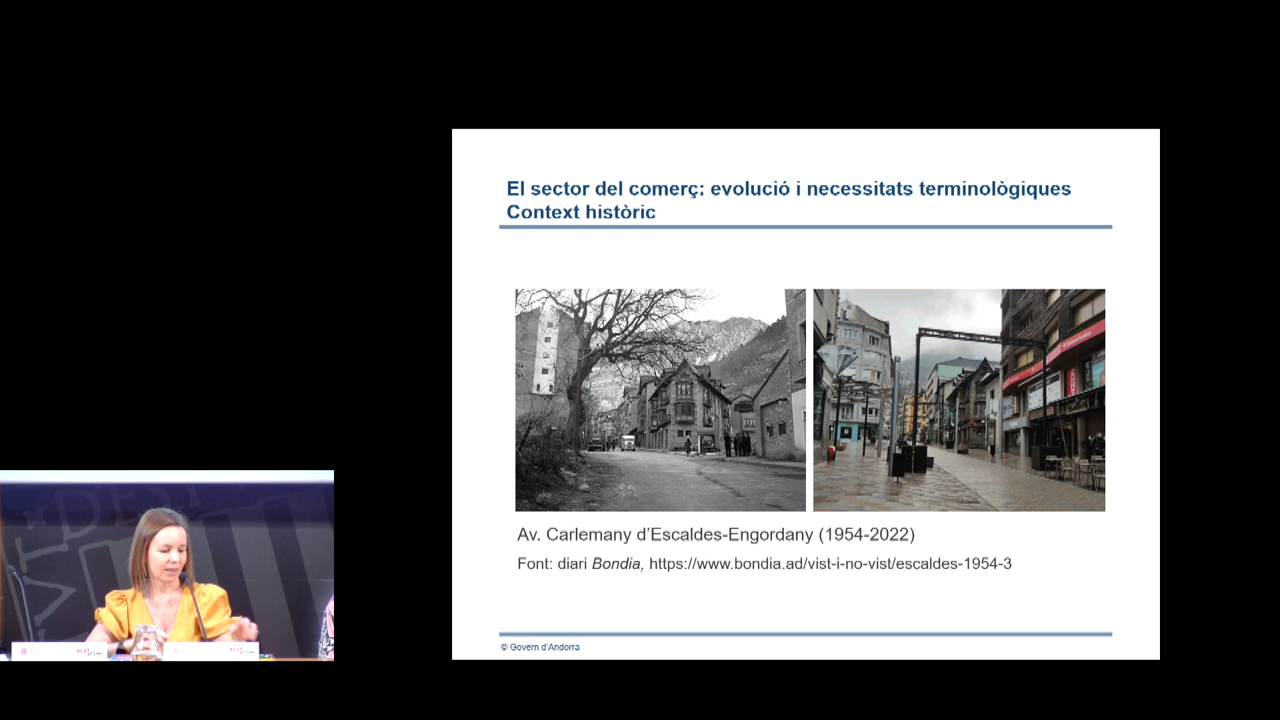 El sector del comerç: evolució i necessitats terminològiques
Context històric
Av. Carlemany d'Escaldes-Engordany (1954-2022)
Font: diari Bondia, https://www.bondia.ad/vist-i-no-vist/escaldes-1954-3
© Govern d'Andorra